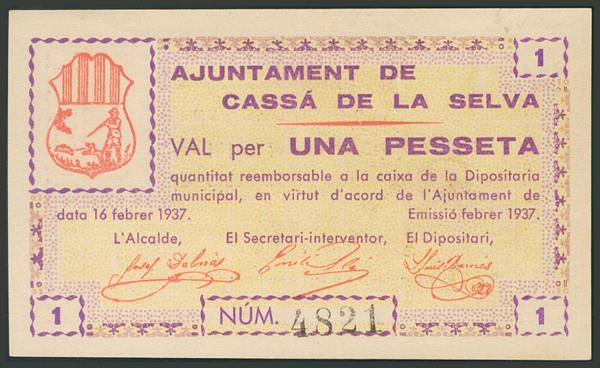 1
AJUNTAMENT DE
CASSÁ DE LA SELVA
VAL per UNA PESSETA
quantitat reemborsable a la caixa de la Dipositaria
municipal, en virtut d'acord de l'Ajuntament de
data 16 febrer 1937. Emissió febrer 1937.
L'Alcalde, El Secretari-interventor, El Dipositari,
Josep Dalmás
1 NÚM. 4821 1